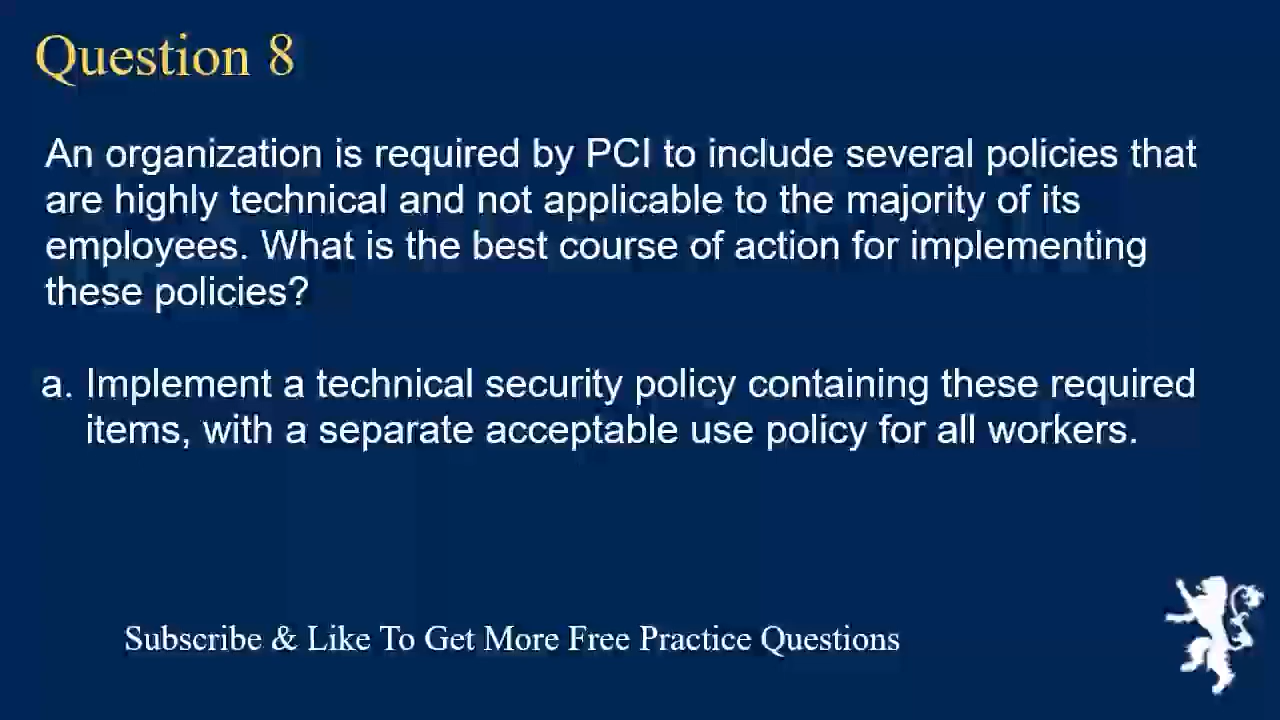 Question 8
An organization is required by PCI to include several policies that
are highly technical and not applicable to the majority of its
employees. What is the best course of action for implementing
these policies?
a. Implement a technical security policy containing these required
items, with a separate acceptable use policy for all workers.
Subscribe & Like To Get More Free Practice Questions